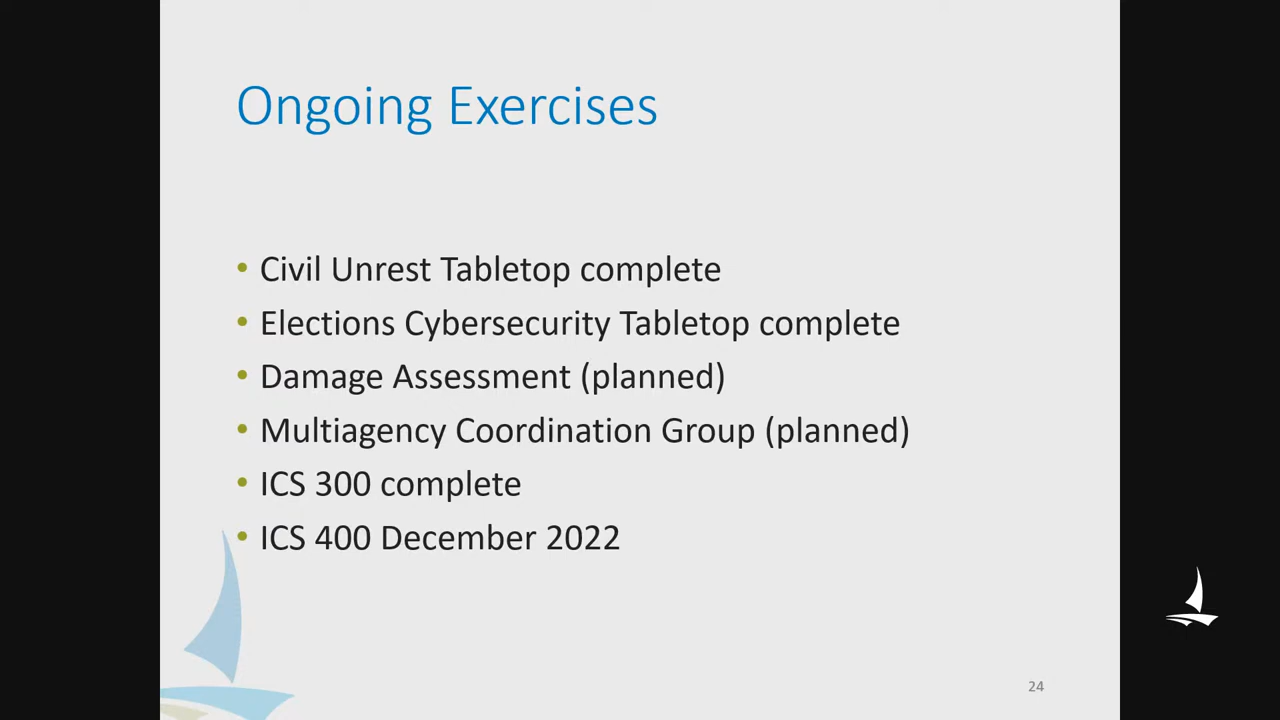 Ongoing Exercises
• Civil Unrest Tabletop complete
• Elections Cybersecurity Tabletop complete
• Damage Assessment (planned)
• Multiagency Coordination Group (planned)
• ICS 300 complete
• ICS 400 December 2022
24